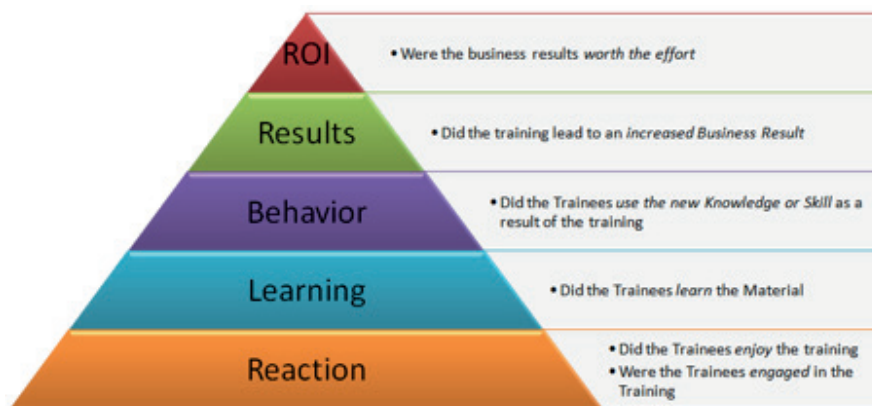 ROI
• Were the business results worth the effort
Results
• Did the training lead to an increased Business Result
Behavior
• Did the Trainees use the new Knowledge or Skill as a
result of the training
Learning
• Did the Trainees learn the Material
Reaction
• Did the Trainees enjoy the training
• Were the Trainees engaged in the
Training